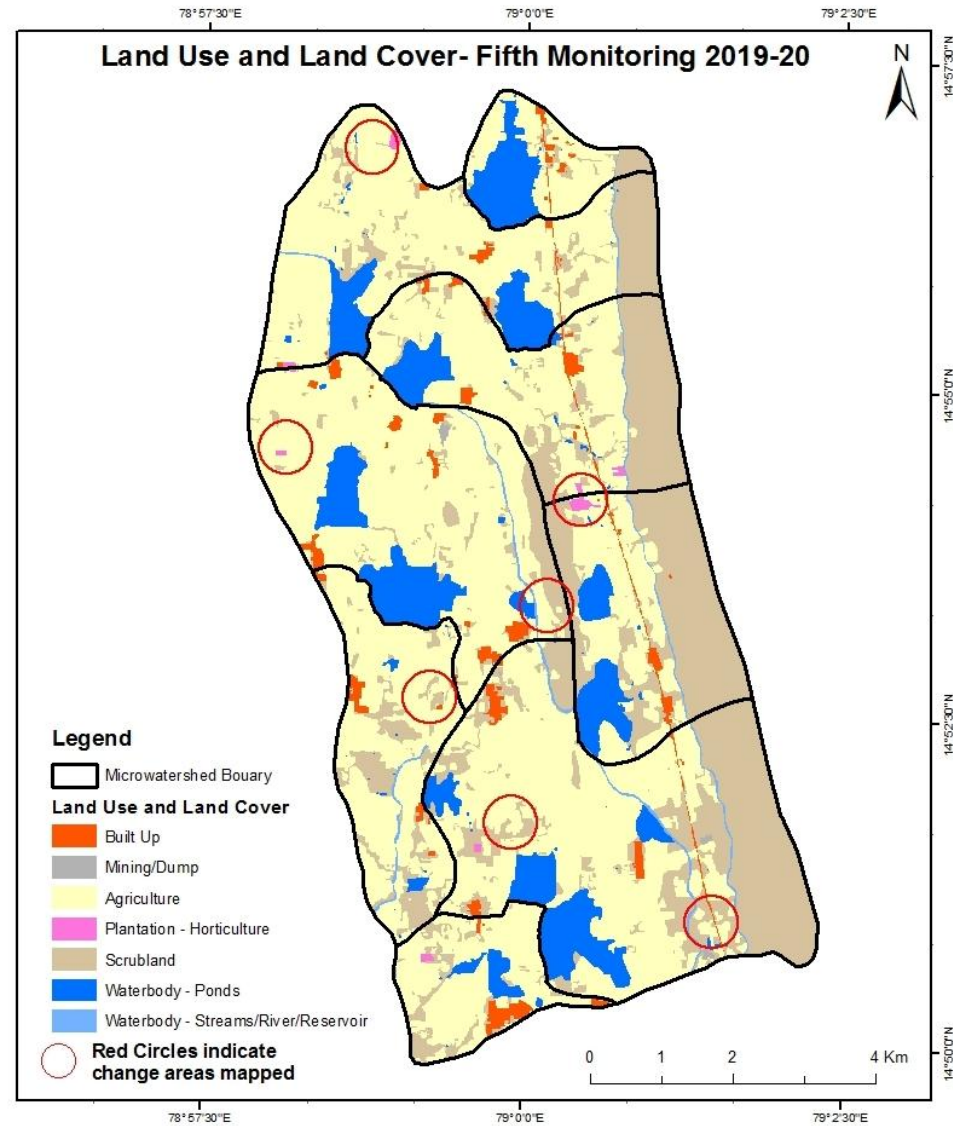 78°57'30"E
79°0'0"E
79°2'30"E
Land Use and Land Cover- Fifth Monitoring 2019-20
N
14°57'30"N
14°55'0"N
14°52'30"N
14°50'0"N
Legend
Microwatershed Bouary
Land Use and Land Cover
Built Up
Mining/Dump
Agriculture
Plantation - Horticulture
Scrubland
Waterbody - Ponds
Waterbody - Streams/River/Reservoir
Red Circles indicate
change areas mapped
0 1 2 4 Km
78°57'30"E
79°0'0"E
79°2'30"E